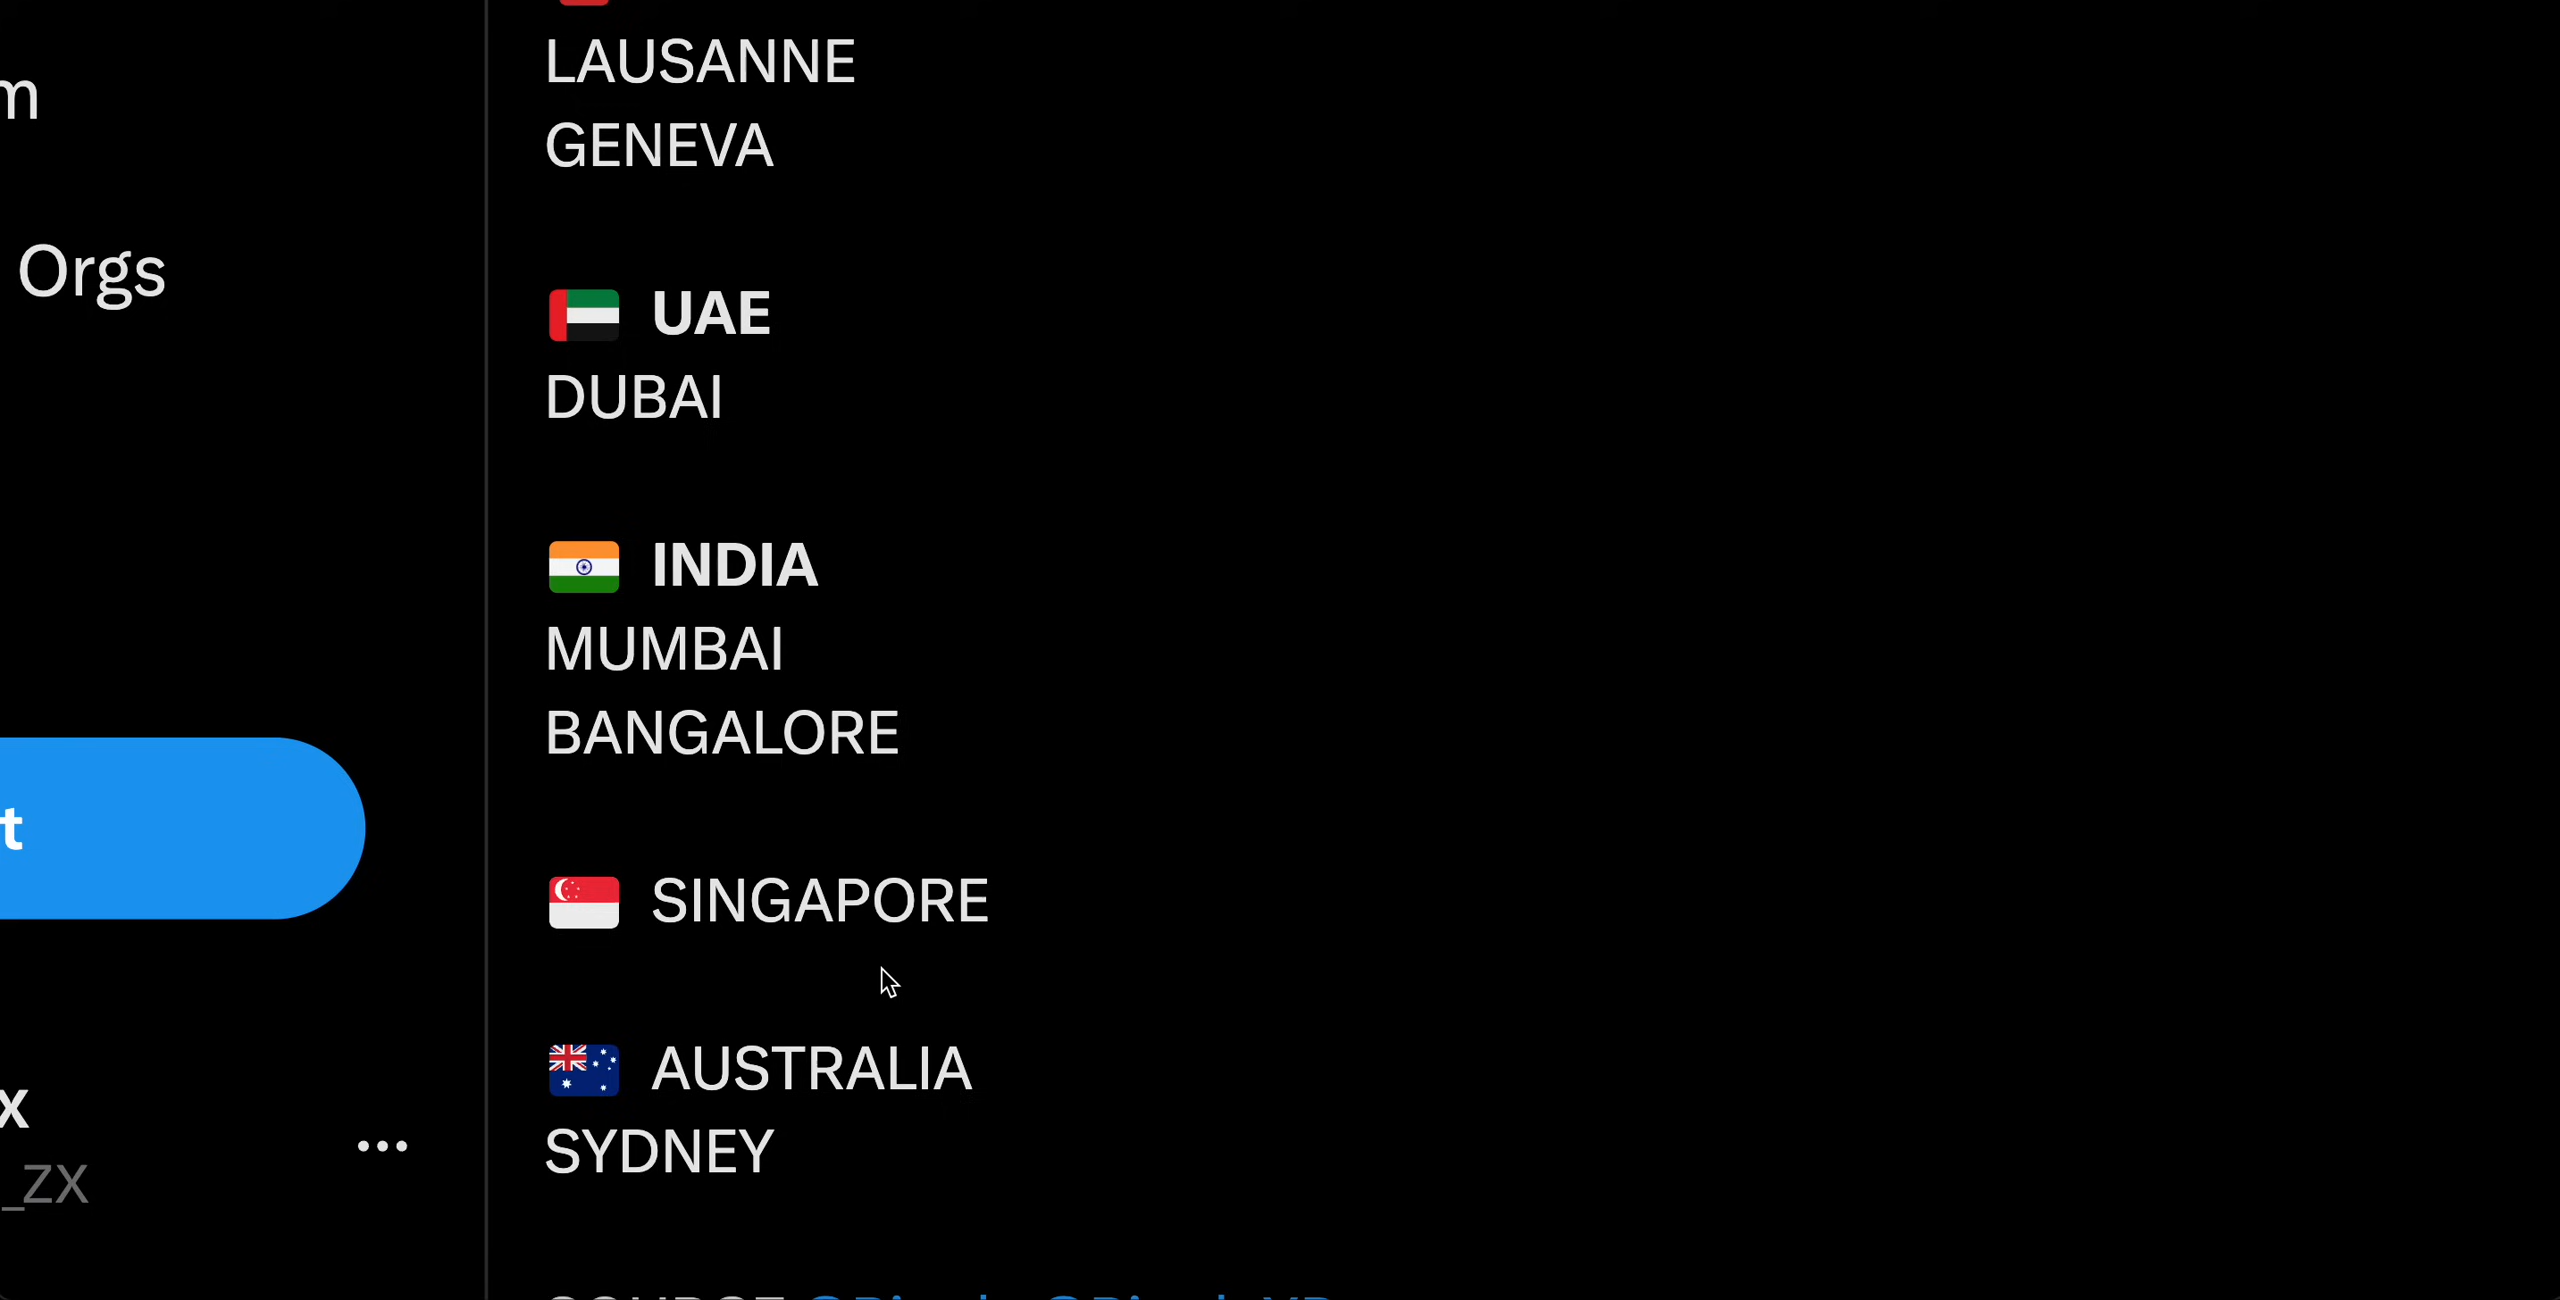 m
Orgs
t
x
_ZX
LAUSANNE
GENEVA
UAE
DUBAI
INDIA
MUMBAI
BANGALORE
SINGAPORE
AUSTRALIA
SYDNEY